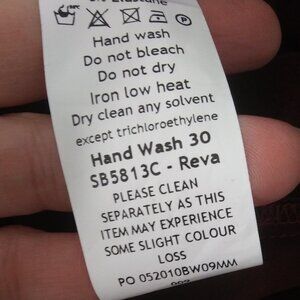 Elastane
Hand wash
Do not bleach
Do not dry
Iron low heat
Dry clean any solvent
except trichloroethylene
Hand Wash 30
SB5813C - Reva
PLEASE CLEAN
SEPARATELY AS THIS
ITEM MAY EXPERIENCE
SOME SLIGHT COLOUR
LOSS
PO 052010BW09MM